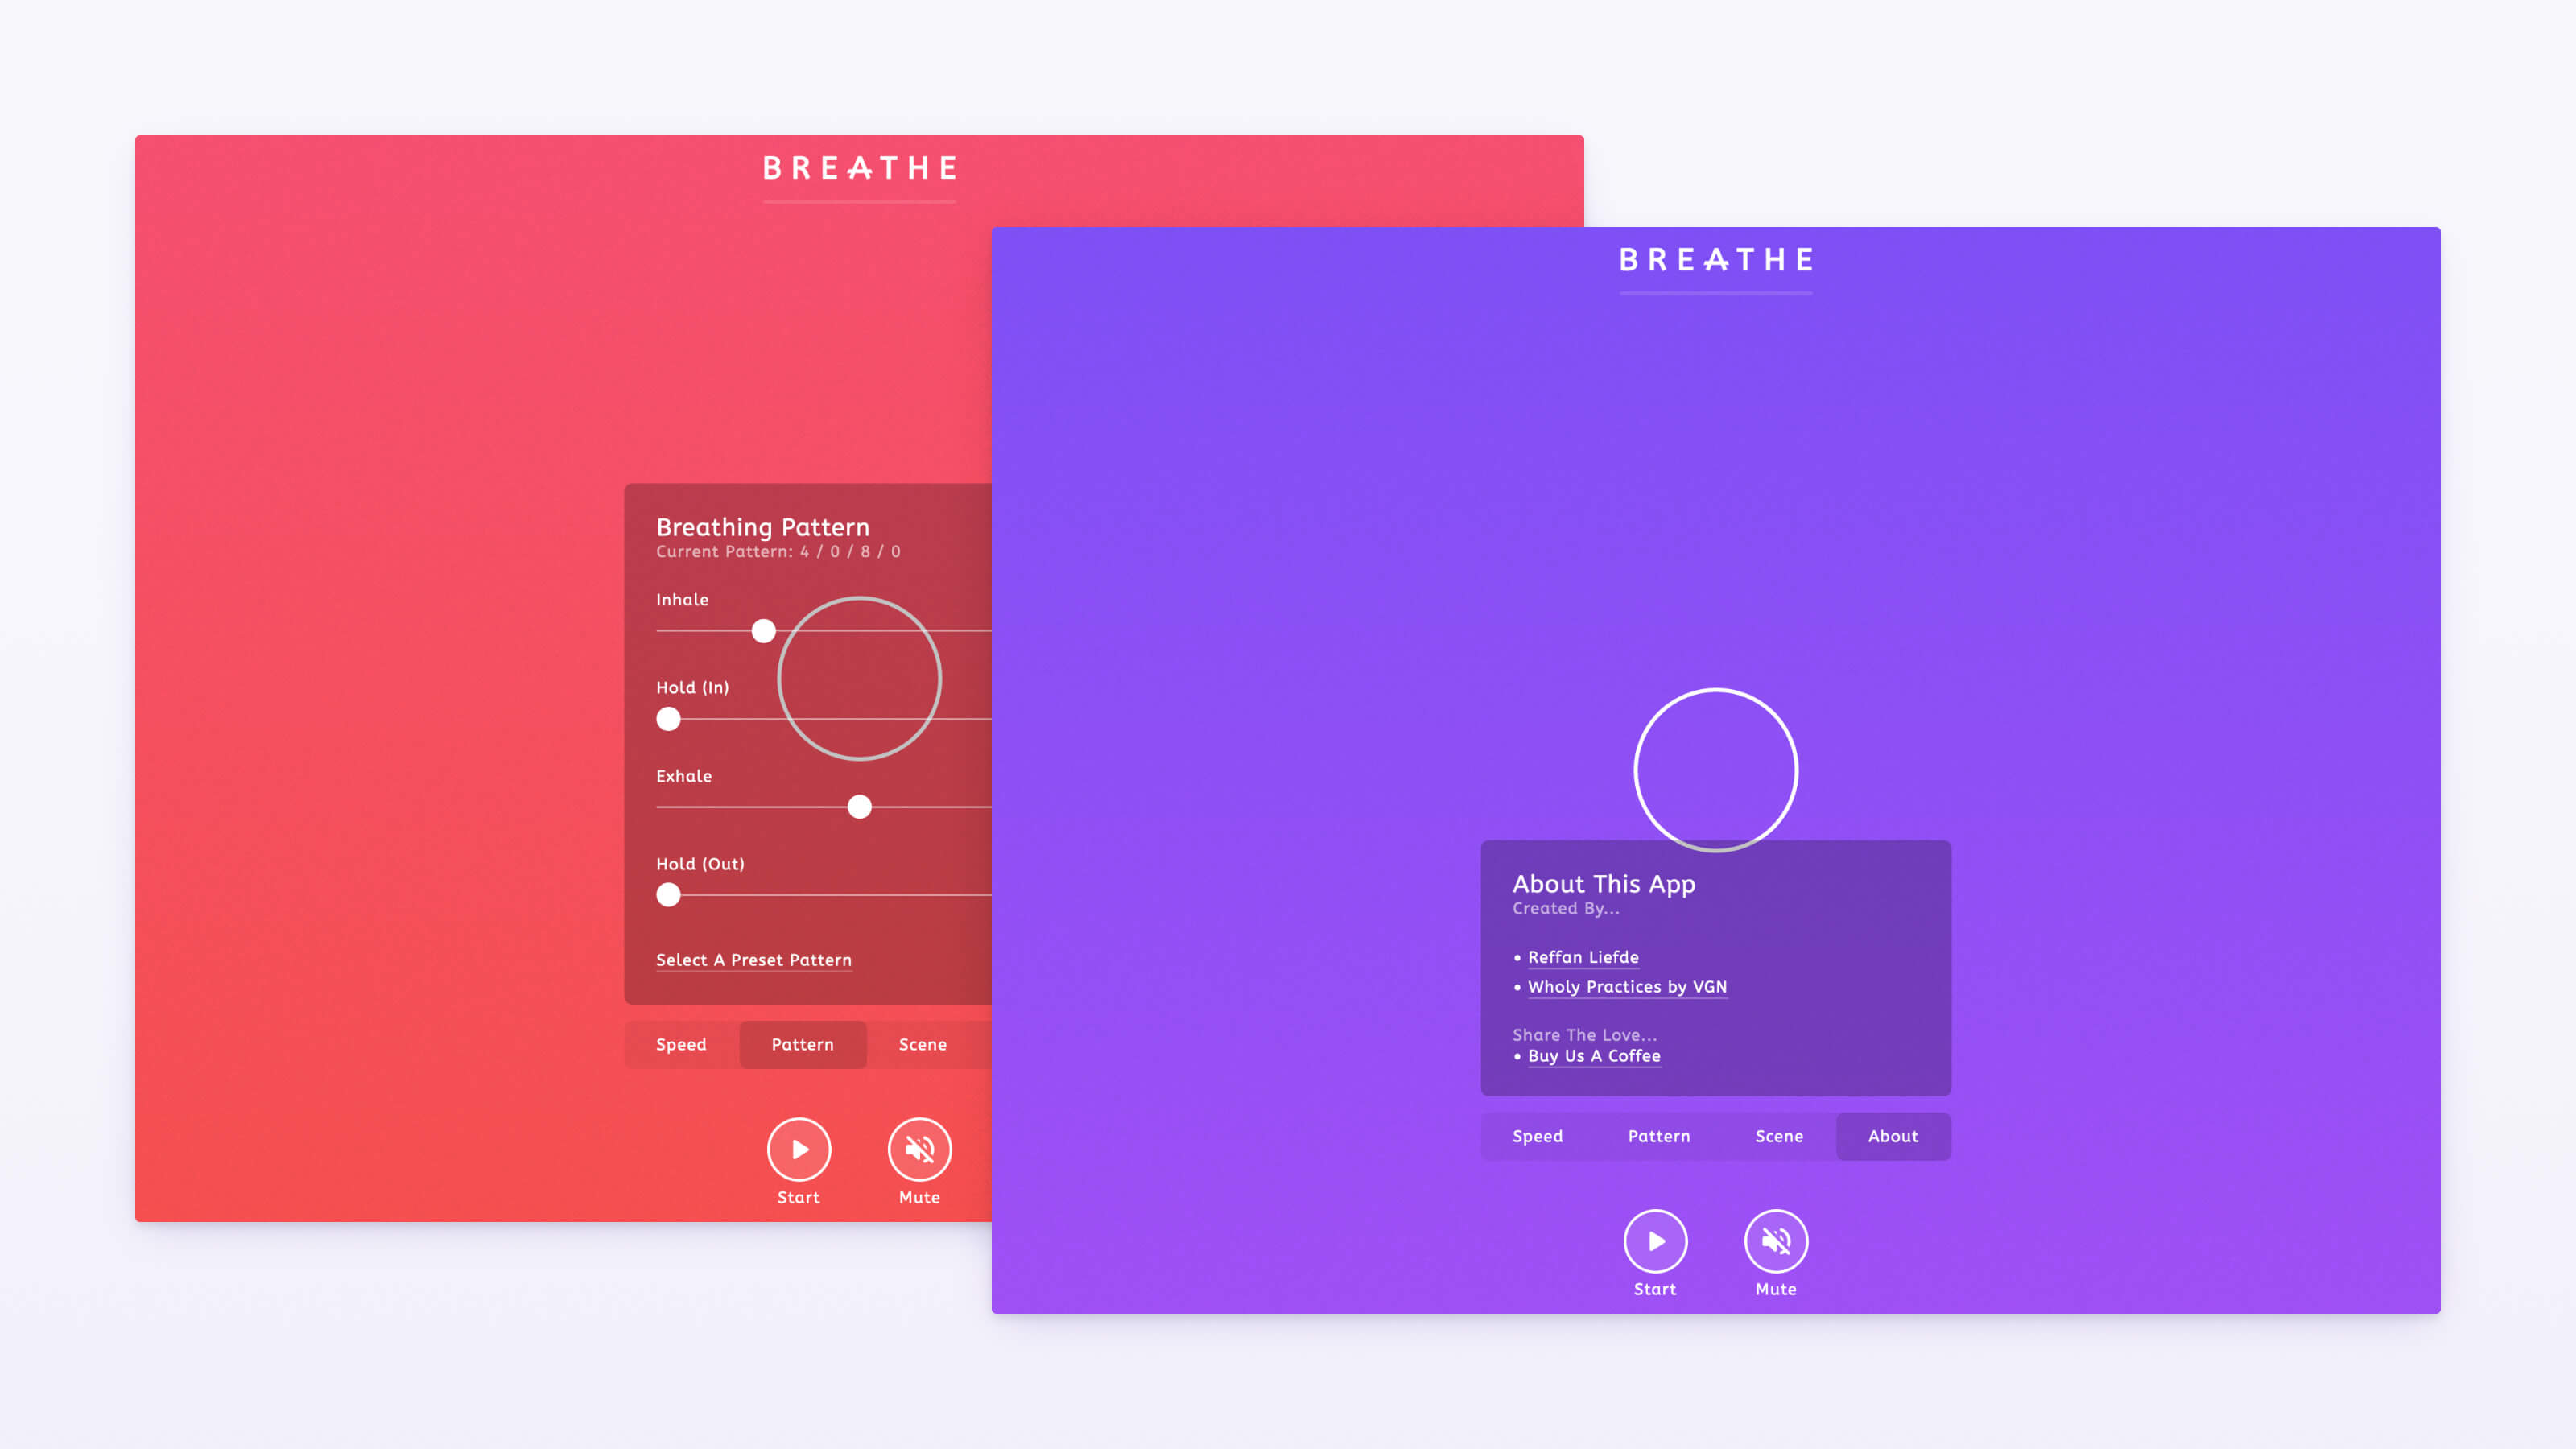 BREATHE
Breathing Pattern
Current Pattern: 4 / 0 / 8 / 0
Inhale
Hold (In)
Exhale
Hold (Out)
Select A Preset Pattern
Speed Pattern Scene
Start Mute
BREATHE
About This App
Created By...
• Reffan Liefde
• Wholy Practices by VGN
Share The Love...
• Buy Us A Coffee
Speed Pattern Scene About
Start Mute